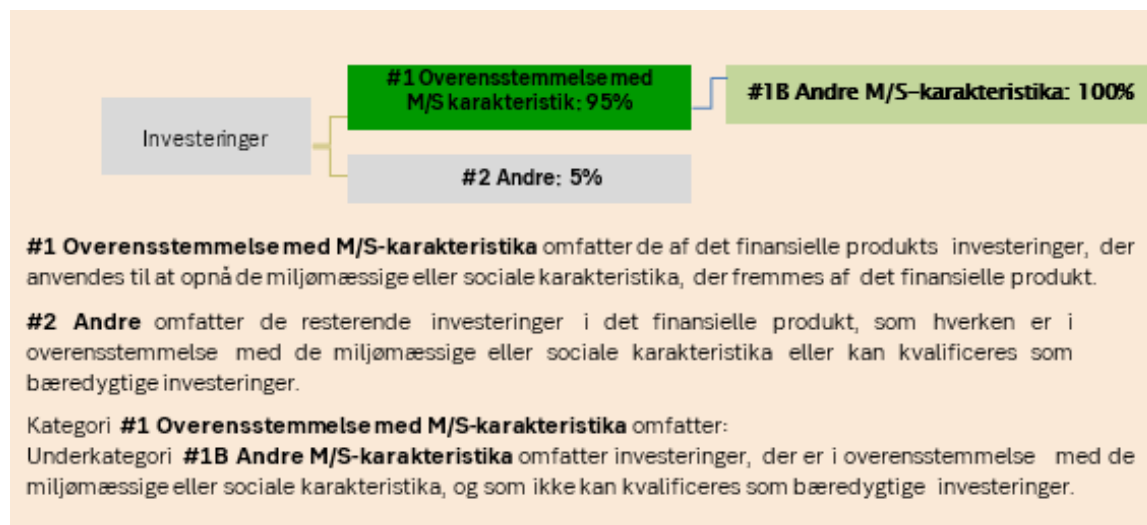 #1 Overensstemmelse med
M/S karakteristik: 95%
#1B Andre M/S-karakteristika: 100%
Investeringer
#2 Andre: 5%
#1 Overensstemmelse med M/S-karakteristika omfatter de af det finansielle produkts investeringer, der
anvendes til at opnå de miljømæssige eller sociale karakteristika, der fremmes af det finansielle produkt.
#2 Andre omfatter de resterende investeringer i det finansielle produkt, som hverken er i
overensstemmelse med de miljømæssige eller sociale karakteristika eller kan kvalificeres som
bæredygtige investeringer.
Kategori #1 Overensstemmelse med M/S-karakteristika omfatter:
Underkategori #1B Andre M/S-karakteristika omfatter investeringer, der er i overensstemmelse med de
miljømæssige eller sociale karakteristika, og som ikke kan kvalificeres som bæredygtige investeringer.